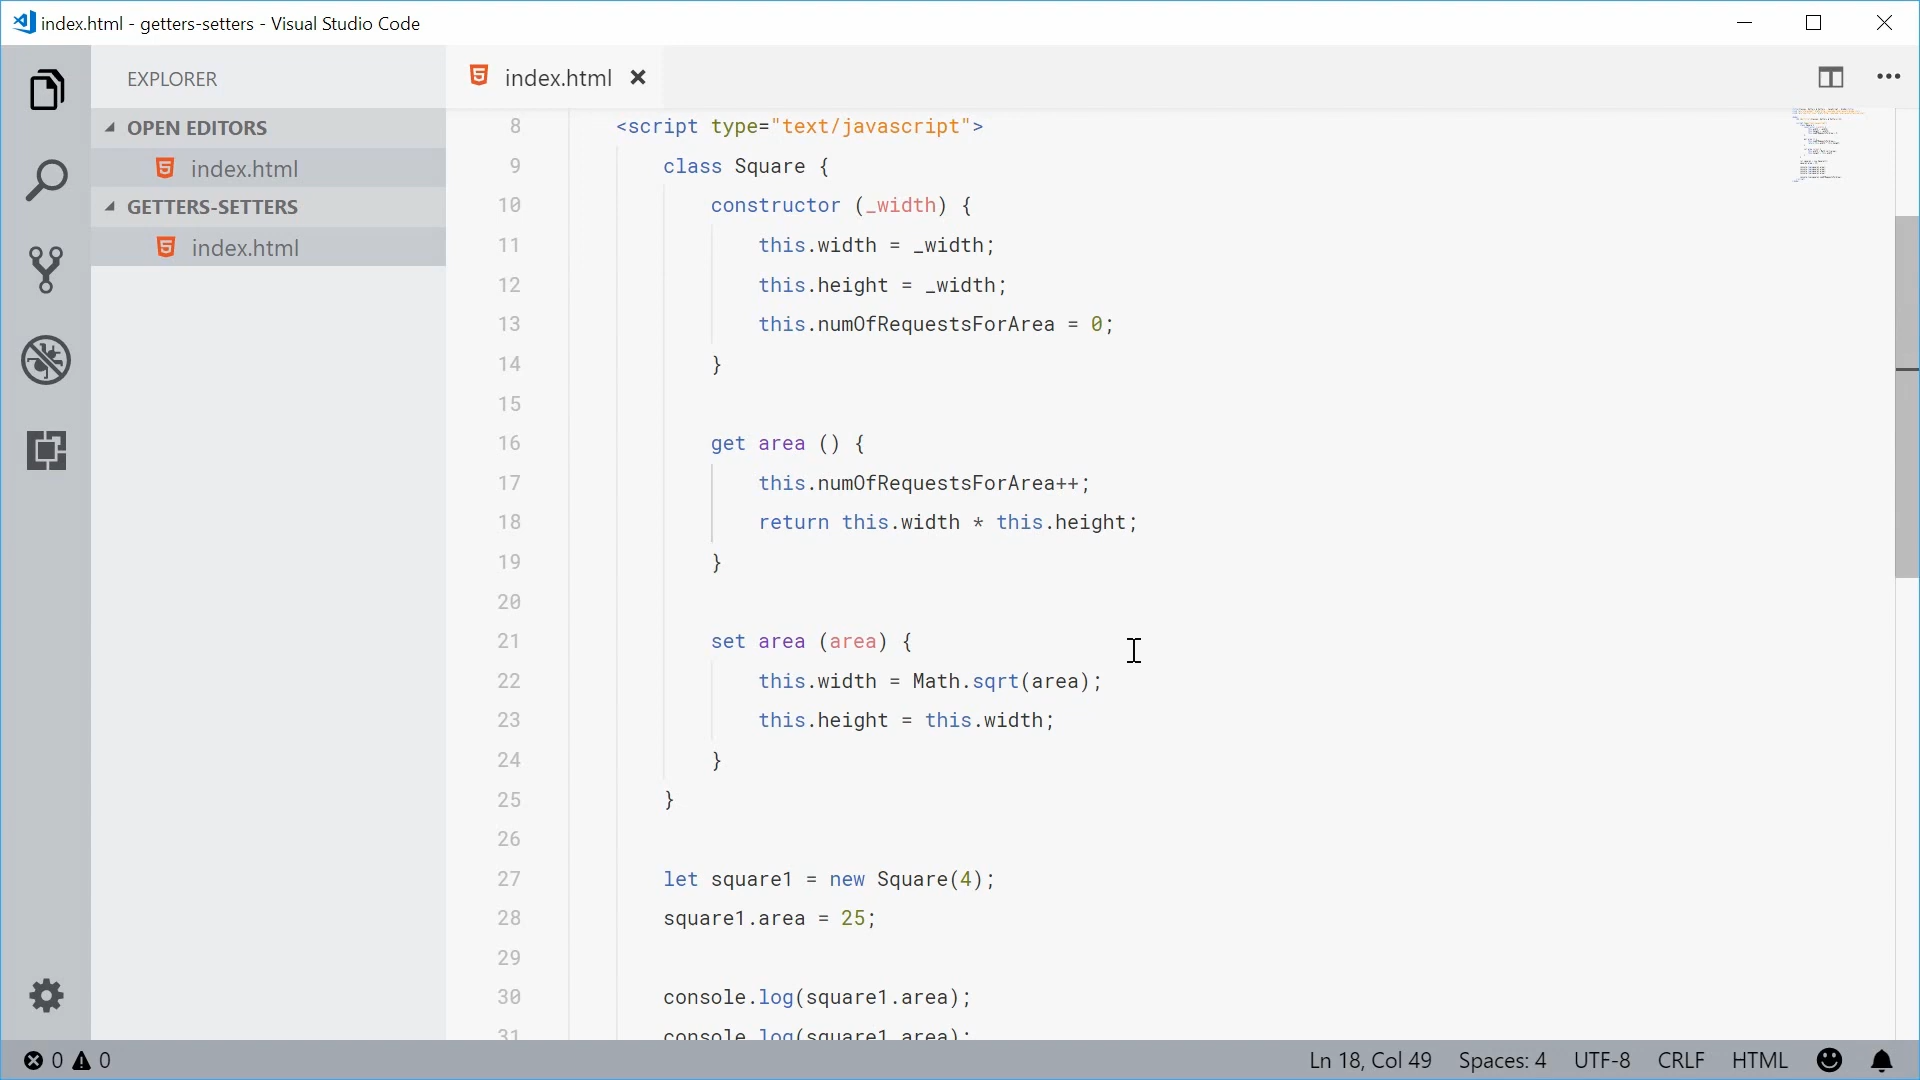 index.html - getters-setters - Visual Studio Code
EXPLORER
OPEN EDITORS
index.html
GETTERS-SETTERS
index.html
index.html
8 <script type="text/javascript">
9 class Square {
10 constructor (_width) {
11 this.width = _width;
12 this.height = _width;
13 this.numOfRequestsForArea = 0;
14 }
15
16 get area () {
17 this.numOfRequestsForArea++;
18 return this.width * this.height;
19 }
20
21 set area (area) {
22 this.width = Math.sqrt(area);
23 this.height = this.width;
24 }
25 }
26
27 let square1 = new Square(4);
28 square1.area = 25;
29
30 console.log(square1.area);
31 console.log(square1.area);
0 0
Ln 18, Col 49 Spaces: 4 UTF-8 CRLF HTML